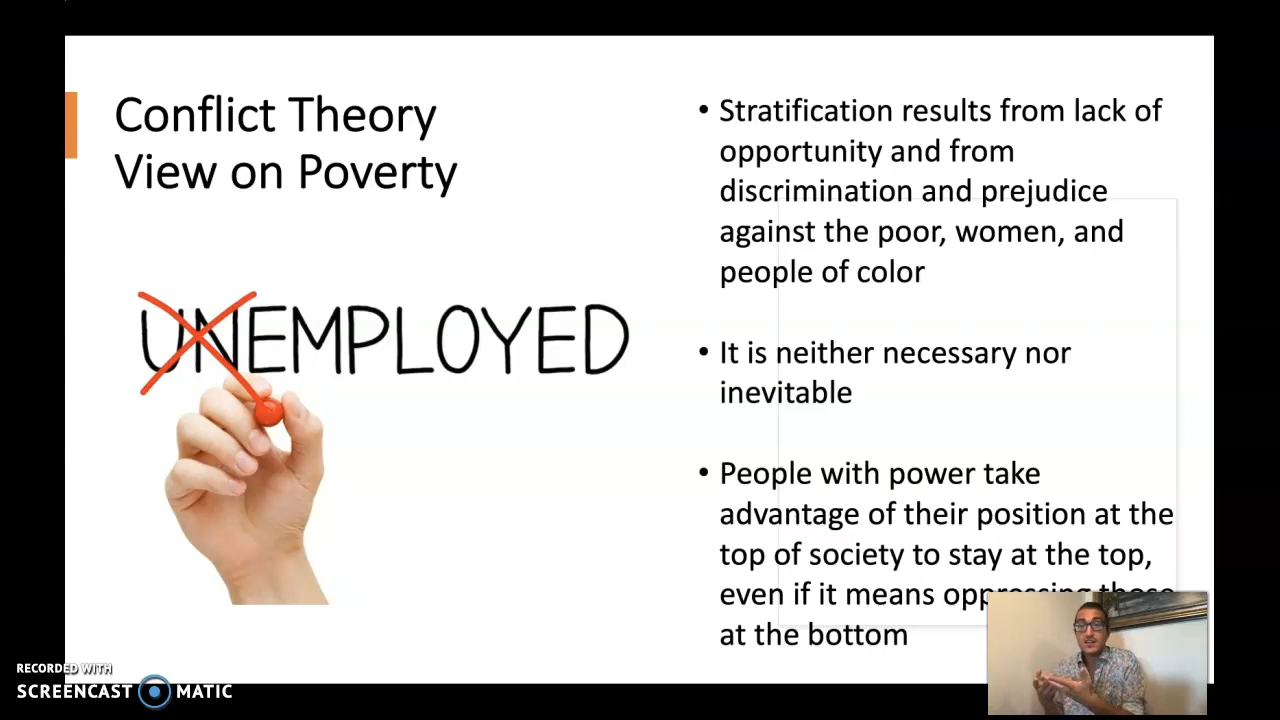 Conflict Theory
View on Poverty
UNEMPLOYED
• Stratification results from lack of
opportunity and from
discrimination and prejudice
against the poor, women, and
people of color
• It is neither necessary nor
inevitable
• People with power take
advantage of their position at the
top of society to stay at the top,
even if it means oppressing those
at the bottom
RECORDED WITH
SCREENCAST MATIC